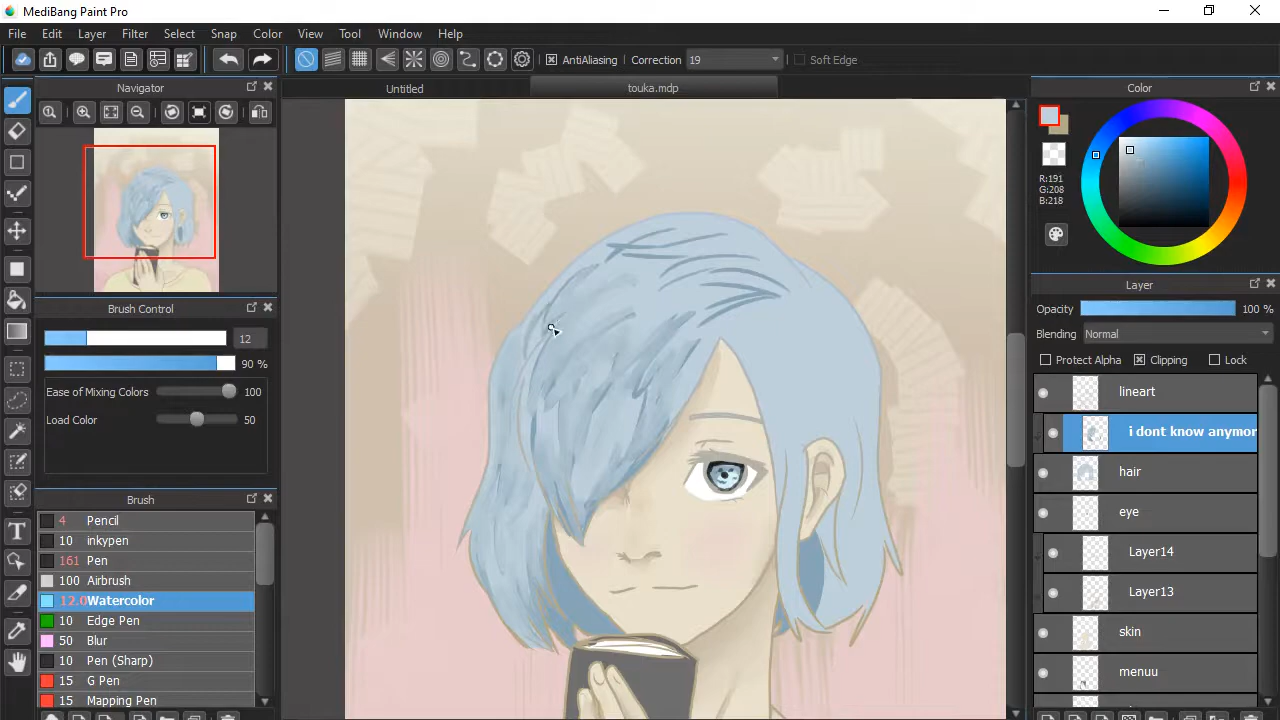 MediBang Paint Pro
File Edit Layer Filter Select Snap Color View Tool Window Help
AntiAliasing Correction 19 Soft Edge
Navigator
Untitled touka.mdp
Color
R:191
G:208
B:218
Brush Control
12
90 %
Ease of Mixing Colors 100
Load Color 50
Layer
Opacity 100 %
Blending Normal
Protect Alpha Clipping Lock
lineart
i dont know anymor
hair
eye
Layer14
Layer13
skin
menuu
Brush
4 Pencil
10 inkypen
161 Pen
100 Airbrush
12.0 Watercolor
10 Edge Pen
50 Blur
10 Pen (Sharp)
15 G Pen
15 Mapping Pen